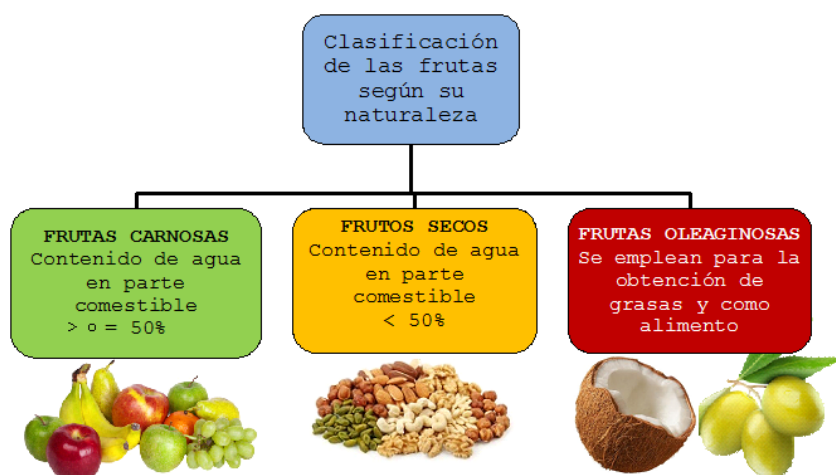 Clasificación
de las frutas
según su
naturaleza
FRUTAS CARNOSAS
Contenido de agua
en parte
comestible
> o = 50%
FRUTOS SECOS
Contenido de agua
en parte
comestible
< 50%
FRUTAS OLEAGINOSAS
Se emplean para la
obtención de
grasas y como
alimento